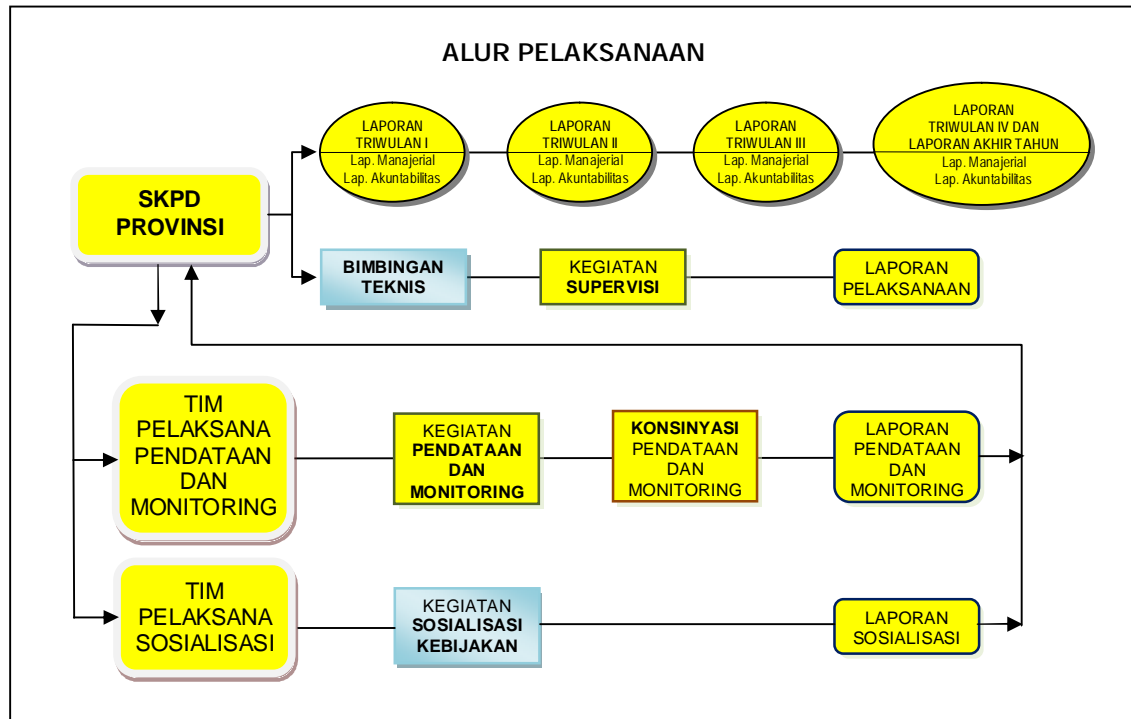 ALUR PELAKSANAAN
LAPORAN
TRIWULAN I
Lap. Manajerial
Lap. Akuntabilitas
LAPORAN
TRIWULAN II
Lap. Manajerial
Lap. Akuntabilitas
LAPORAN
TRIWULAN III
Lap. Manajerial
Lap. Akuntabilitas
LAPORAN
TRIWULAN IV DAN
LAPORAN AKHIR TAHUN
Lap. Manajerial
Lap. Akuntabilitas
SKPD
PROVINSI
BIMBINGAN
TEKNIS
KEGIATAN
SUPERVISI
LAPORAN
PELAKSANAAN
TIM
PELAKSANA
PENDATAAN
DAN
MONITORING
KEGIATAN
PENDATAAN
DAN
MONITORING
KONSINYASI
PENDATAAN
DAN
MONITORING
LAPORAN
PENDATAAN
DAN
MONITORING
TIM
PELAKSANA
SOSIALISASI
KEGIATAN
SOSIALISASI
KEBIJAKAN
LAPORAN
SOSIALISASI